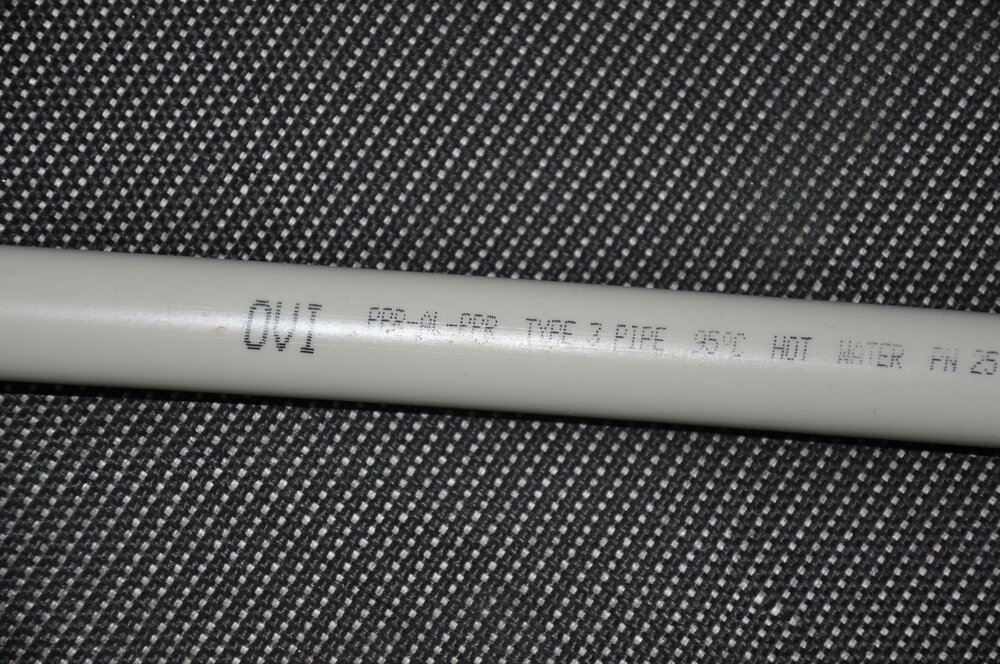 OVI PPR-AL-PPR TYPE 3 PIPE 95°C HOT WATER PN 25